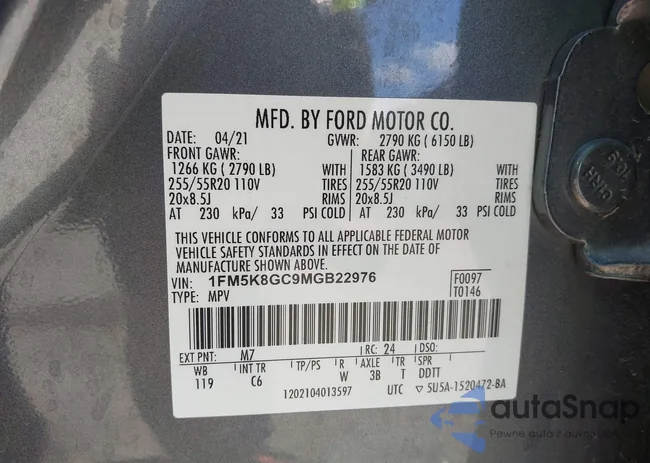 MFD. BY FORD MOTOR CO.
DATE: 04/21 GVWR: 2790 KG ( 6150 LB)
FRONT GAWR: REAR GAWR:
1266 KG ( 2790 LB) WITH 1583 KG ( 3490 LB) WITH
255/55R20 110V TIRES 255/55R20 110V TIRES
20x8.5J RIMS 20x8.5J RIMS
AT 230 kPa/ 33 PSI COLD AT 230 kPa/ 33 PSI COLD
THIS VEHICLE CONFORMS TO ALL APPLICABLE FEDERAL MOTOR
VEHICLE SAFETY STANDARDS IN EFFECT ON THE DATE OF
MANUFACTURE SHOWN ABOVE.
VIN: 1FM5K8GC9MGB22976 F0097
TYPE: MPV T0146
EXT PNT: M7 RC: 24 DSO:
WB INT TR TP/PS R AXLE TR SPR
119 C6 W 3B T DDTT
1202104013597 UTC ▽ 5U5A-1520472-BA
autaSnap
Pewne auta z aukcji